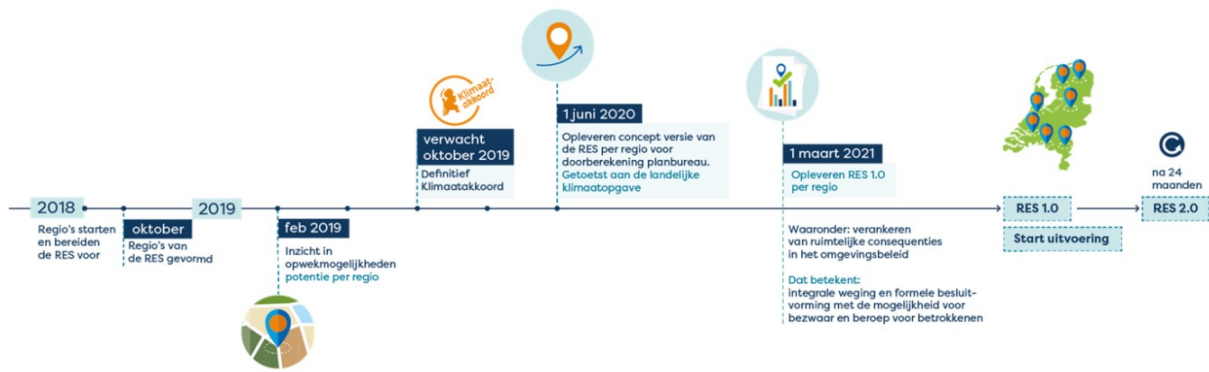 2018
Regio's starten
en bereiden
de RES voor
oktober
Regio's van
de RES gevormd
2019
feb 2019
Inzicht in
opwekmogelijkheden
potentie per regio
Klimaat-
akkoord
verwacht
oktober 2019
Definitief
Klimaatakkoord
1 juni 2020
Opleveren concept versie van
de RES per regio voor
doorberekening planbureau.
Getoetst aan de landelijke
klimaatopgave
1 maart 2021
Opleveren RES 1.0
per regio
Waaronder: verankeren
van ruimtelijke consequenties
in het omgevingsbeleid
Dat betekent:
integrale weging en formele besluit-
vorming met de mogelijkheid voor
bezwaar en beroep voor betrokkenen
RES 1.0
Start uitvoering
na 24
maanden
RES 2.0